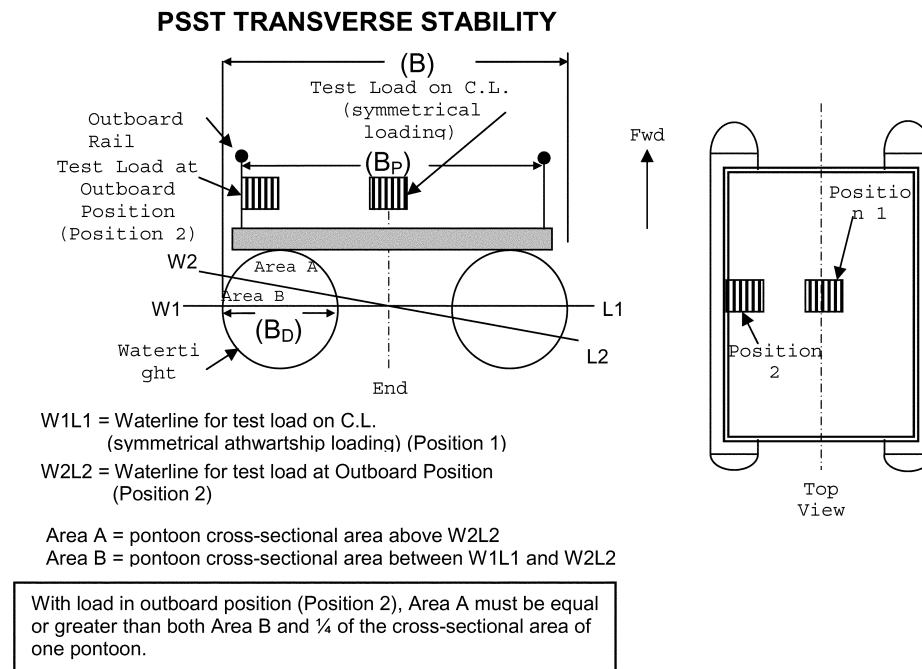 PSST TRANSVERSE STABILITY
(B)
Test Load on C.L.
(symmetrical
loading)
Outboard
Rail
Test Load at
Outboard
Position
(Position 2)
(BP)
Fwd
Positio
n 1
W2
Area A
Area B
W1
L1
(BD)
L2
Waterti
ght
End
Position
2
Top
View
W1L1 = Waterline for test load on C.L.
(symmetrical athwartship loading) (Position 1)
W2L2 = Waterline for test load at Outboard Position
(Position 2)
Area A = pontoon cross-sectional area above W2L2
Area B = pontoon cross-sectional area between W1L1 and W2L2
With load in outboard position (Position 2), Area A must be equal
or greater than both Area B and ¼ of the cross-sectional area of
one pontoon.